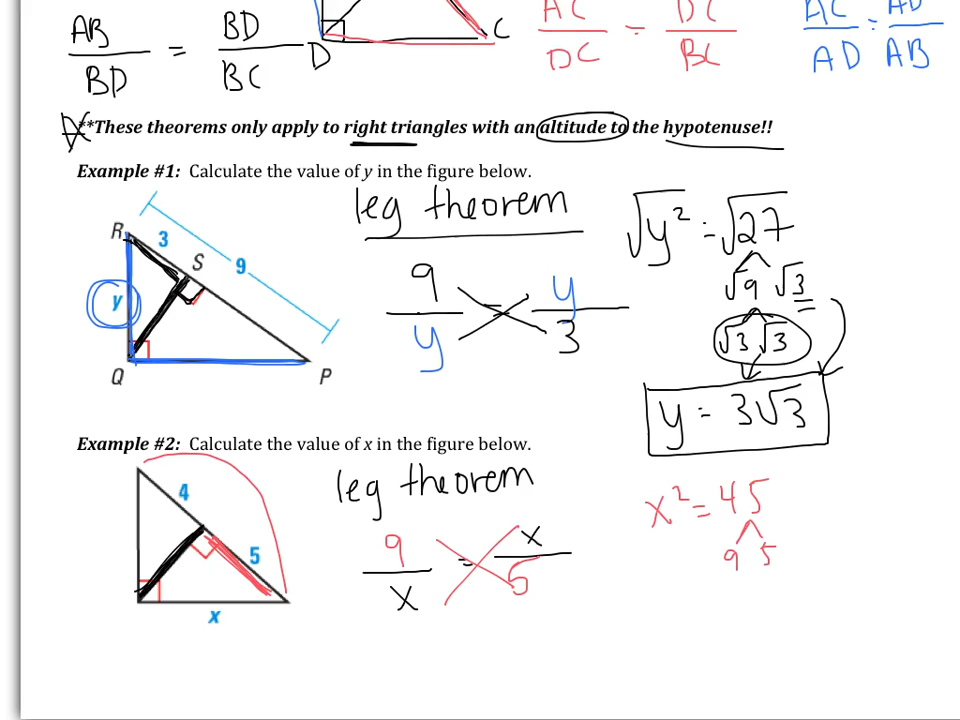 AB/BD = BD/BC
D C
AC/DC = DC/BC
AC/AD = AD/AB
**These theorems only apply to right triangles with an altitude to the hypotenuse!!
Example #1: Calculate the value of y in the figure below.
leg theorem
R 3 S 9
y
Q P
9/y = y/3
√y² = √27
√9 √3
√3 √3
y = 3√3
Example #2: Calculate the value of x in the figure below.
leg theorem
4
5
x
9/x = x/5
x² = 45
9 5